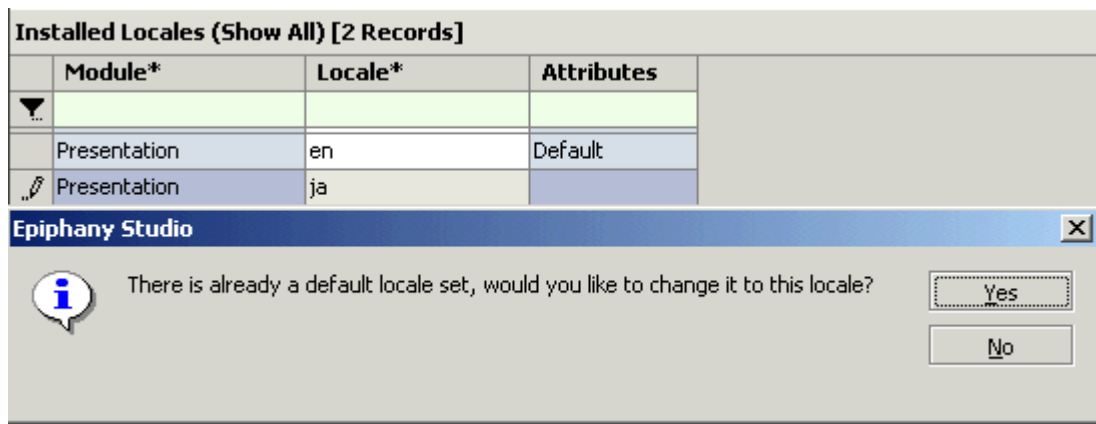 Installed Locales (Show All) [2 Records]
Module* Locale* Attributes
Presentation en Default
Presentation ja
Epiphany Studio
There is already a default locale set, would you like to change it to this locale?
Yes
No